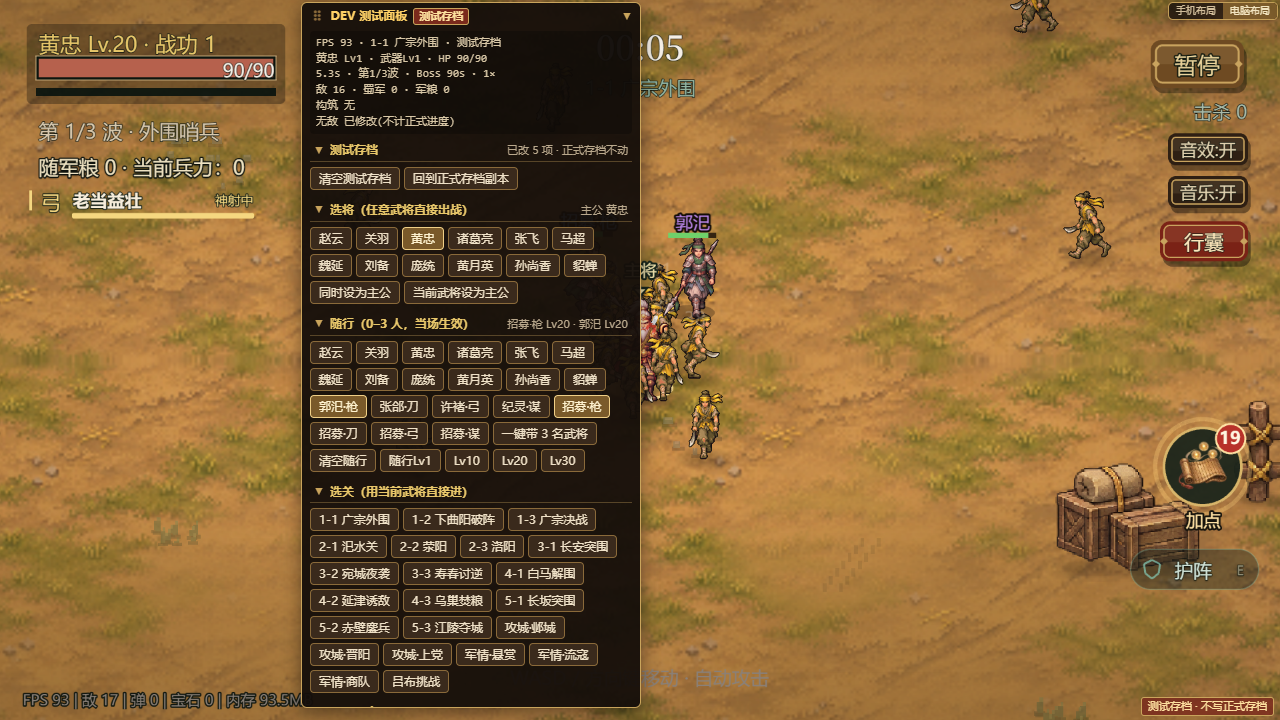 黄忠 Lv.20 · 战功 1
90/90
第 1/3 波 · 外围哨兵
随军粮 0 · 当前兵力： 0
弓 老当益壮 神射中
DEV 测试面板 测试存档 ▼
FPS 93 · 1-1 广宗外围 · 测试存档
黄忠 Lv1 · 武器Lv1 · HP 90/90
5.3s · 第1/3波 · Boss 90s · 1×
敌 16 · 蜀军 0 · 军粮 0
构筑 无
无敌 已修改(不计正式进度)
▼ 测试存档 已改 5 项 · 正式存档不动
清空测试存档 回到正式存档副本
▼ 选将（任意武将直接出战） 主公 黄忠
赵云 关羽 黄忠 诸葛亮 张飞 马超
魏延 刘备 庞统 黄月英 孙尚香 貂蝉
同时设为主公 当前武将设为主公
▼ 随行（0–3 人，当场生效） 招募·枪 Lv20 · 郭汜 Lv20
赵云 关羽 黄忠 诸葛亮 张飞 马超
魏延 刘备 庞统 黄月英 孙尚香 貂蝉
郭汜·枪 张郃·刀 许褚·弓 纪灵·谋 招募·枪
招募·刀 招募·弓 招募·谋 一键带 3 名武将
清空随行 随行Lv1 Lv10 Lv20 Lv30
▼ 选关（用当前武将直接进）
1-1 广宗外围 1-2 下曲阳破阵 1-3 广宗决战
2-1 汜水关 2-2 荥阳 2-3 洛阳 3-1 长安突围
3-2 宛城夜袭 3-3 寿春讨逆 4-1 白马解围
4-2 延津诱敌 4-3 乌巢焚粮 5-1 长坂突围
5-2 赤壁鏖兵 5-3 江陵夺城 攻城·邺城
攻城·晋阳 攻城·上党 军情·悬赏 军情·流寇
军情·商队 吕布挑战
:05
宗外围
郭汜
将
手机布局 电脑布局
暂停
击杀 0
音效:开
音乐:开
行囊
19
加点
护阵 E
自动攻击
FPS 93 | 敌 17 | 弹 0 | 宝石 0 | 内存 93.5M
测试存档 · 不写正式存档